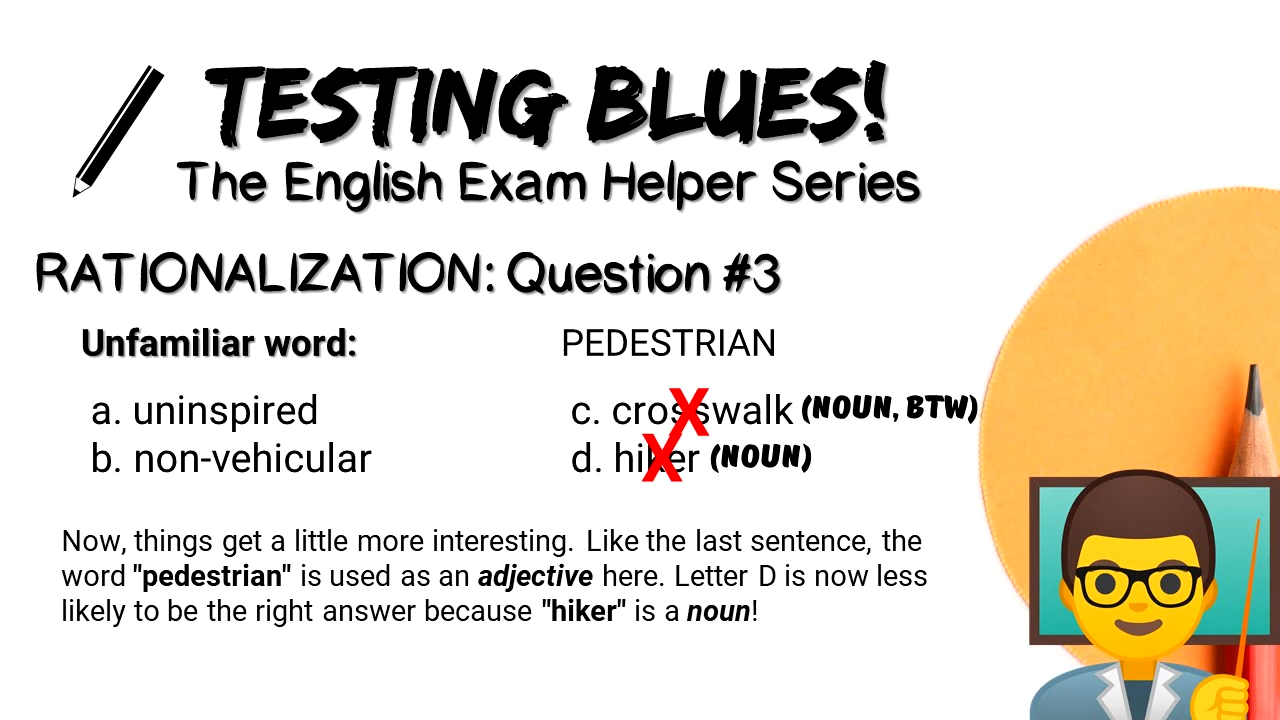 TESTING BLUES!
The English Exam Helper Series
RATIONALIZATION: Question #3
Unfamiliar word: PEDESTRIAN
a. uninspired c. crosswalk (NOUN, BTW)
b. non-vehicular d. hiker (NOUN)
Now, things get a little more interesting. Like the last sentence, the
word "pedestrian" is used as an adjective here. Letter D is now less
likely to be the right answer because "hiker" is a noun!